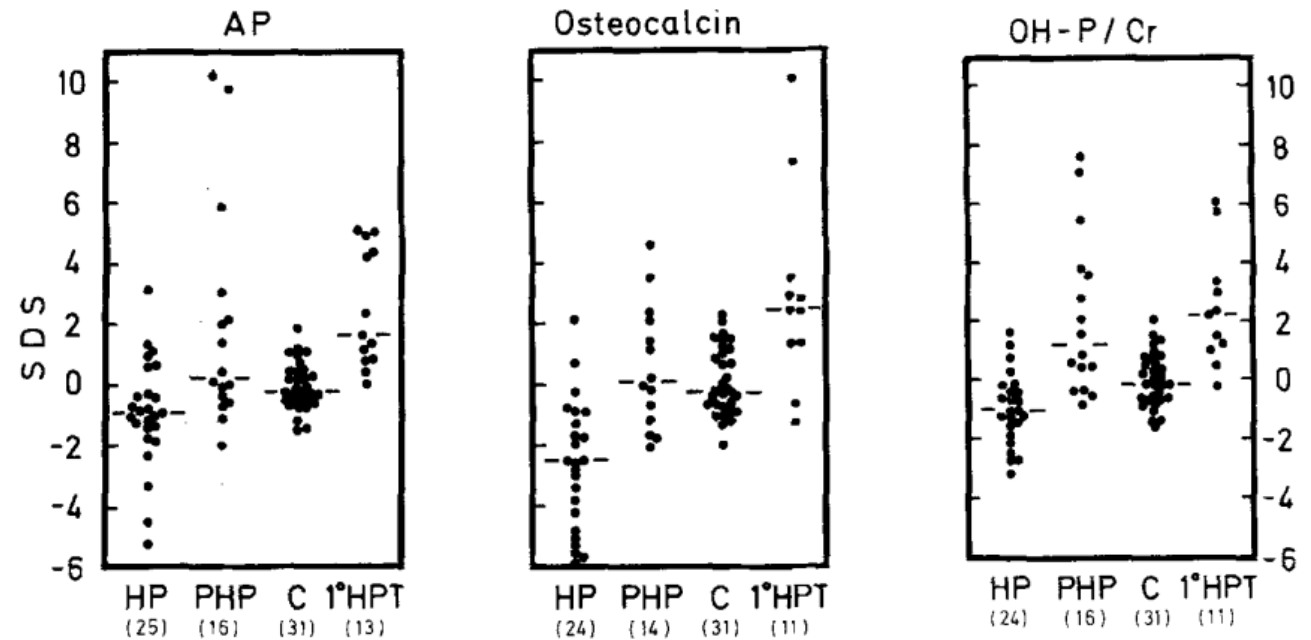 AP
Osteocalcin
OH-P / Cr
SDS
10
8
6
4
2
0
-2
-4
-6
10
8
6
4
2
0
-2
-4
-6
HP PHP C 1°HPT
(25) (16) (31) (13)
HP PHP C 1°HPT
(24) (14) (31) (11)
HP PHP C 1°HPT
(24) (16) (31) (11)